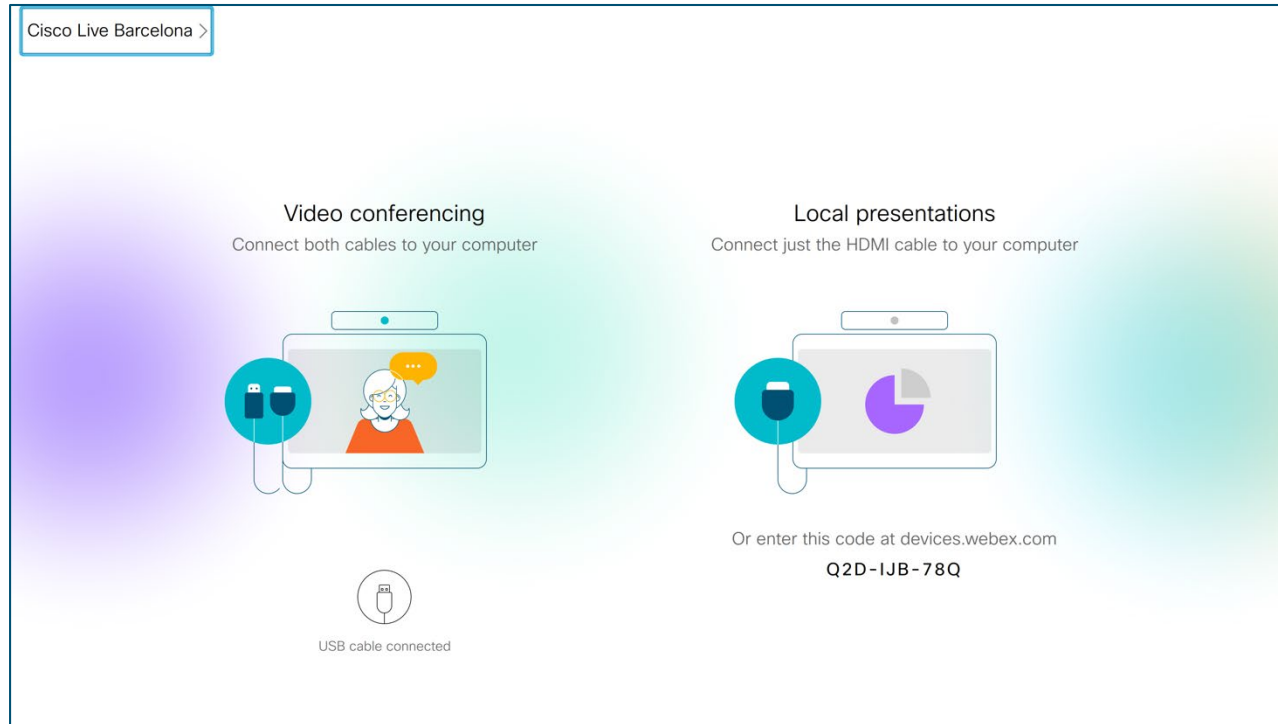 Cisco Live Barcelona
Video conferencing
Connect both cables to your computer
USB cable connected
Local presentations
Connect just the HDMI cable to your computer
Or enter this code at devices.webex.com
Q2D-IJB-78Q